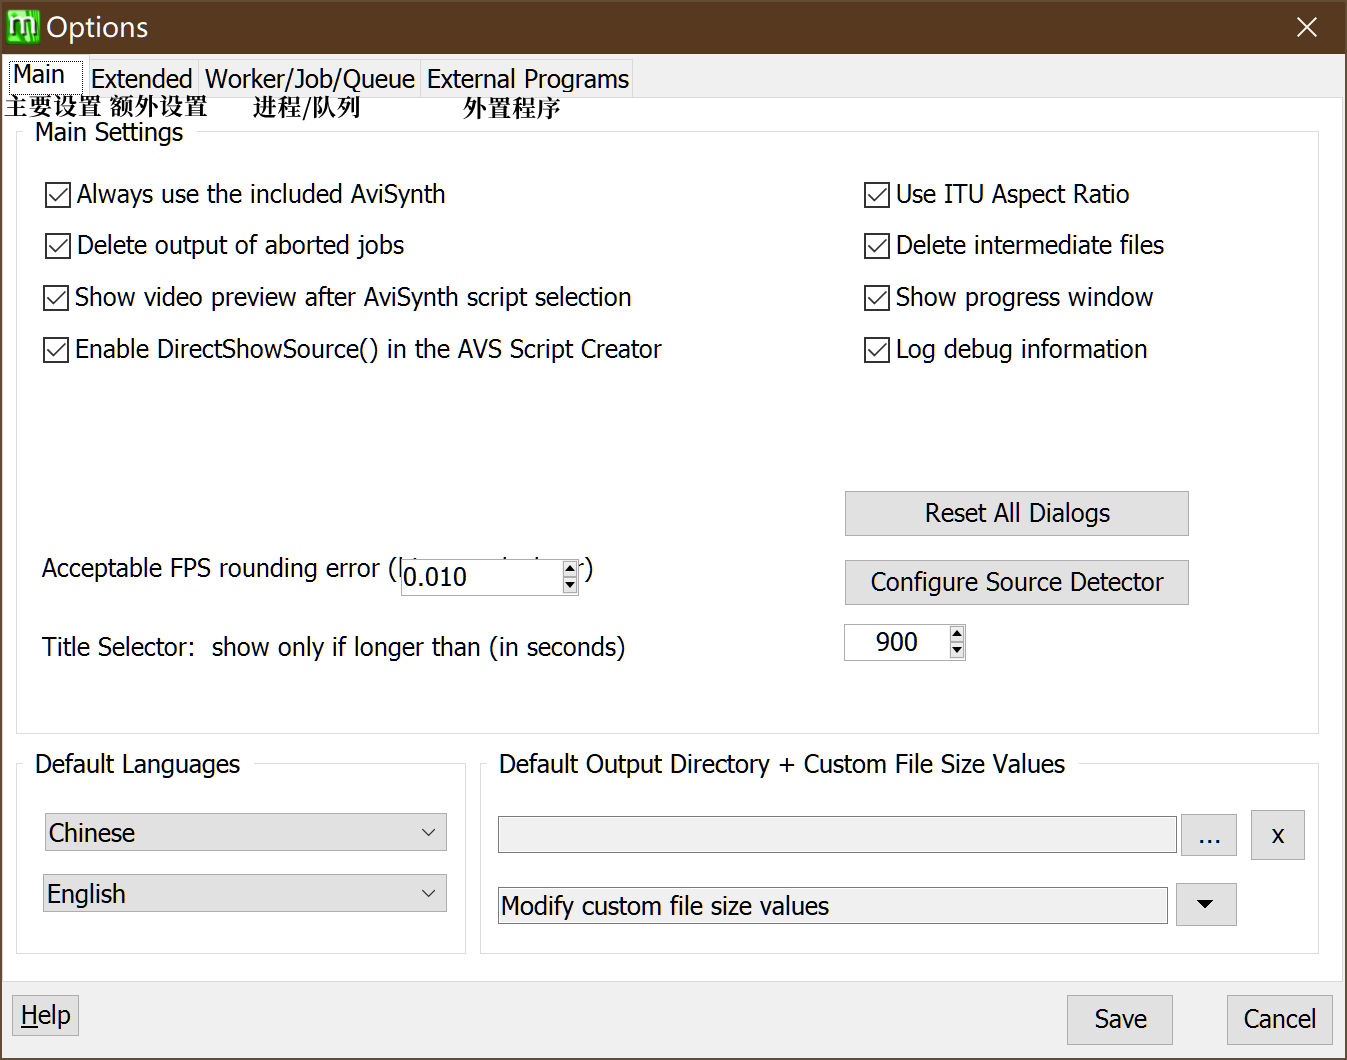 Options
Main Extended Worker/Job/Queue External Programs
主要设置 额外设置 进程/队列 外置程序
Main Settings
Always use the included AviSynth
Use ITU Aspect Ratio
Delete output of aborted jobs
Delete intermediate files
Show video preview after AviSynth script selection
Show progress window
Enable DirectShowSource() in the AVS Script Creator
Log debug information
Reset All Dialogs
Acceptable FPS rounding error (
0.010
Configure Source Detector
Title Selector: show only if longer than (in seconds)
900
Default Languages
Default Output Directory + Custom File Size Values
Chinese
... x
English
Modify custom file size values
Help
Save
Cancel